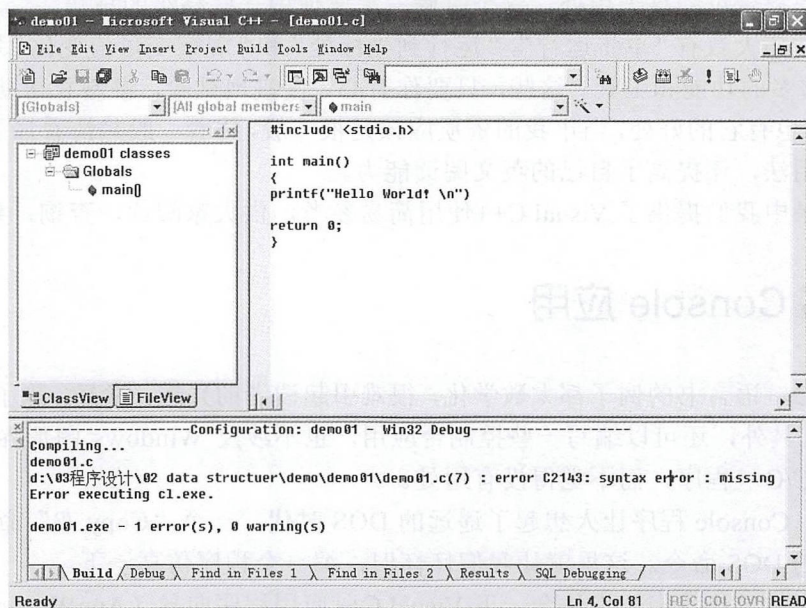 demo01 - Microsoft Visual C++ - [demo01.c]
File Edit View Insert Project Build Tools Window Help
(Globals) [All global members main
demo01 classes
Globals
main()
ClassView FileView
#include <stdio.h>
int main()
{
printf("Hello World! \n")
return 0;
}
--------------------Configuration: demo01 - Win32 Debug--------------------
Compiling...
demo01.c
d:\03程序设计\02 data structuer\demo\demo01\demo01.c(7) : error C2143: syntax error : missing
Error executing cl.exe.
demo01.exe - 1 error(s), 0 warning(s)
Build Debug Find in Files 1 Find in Files 2 Results SQL Debugging
Ready Ln 4, Col 81 REC COL OVR READ